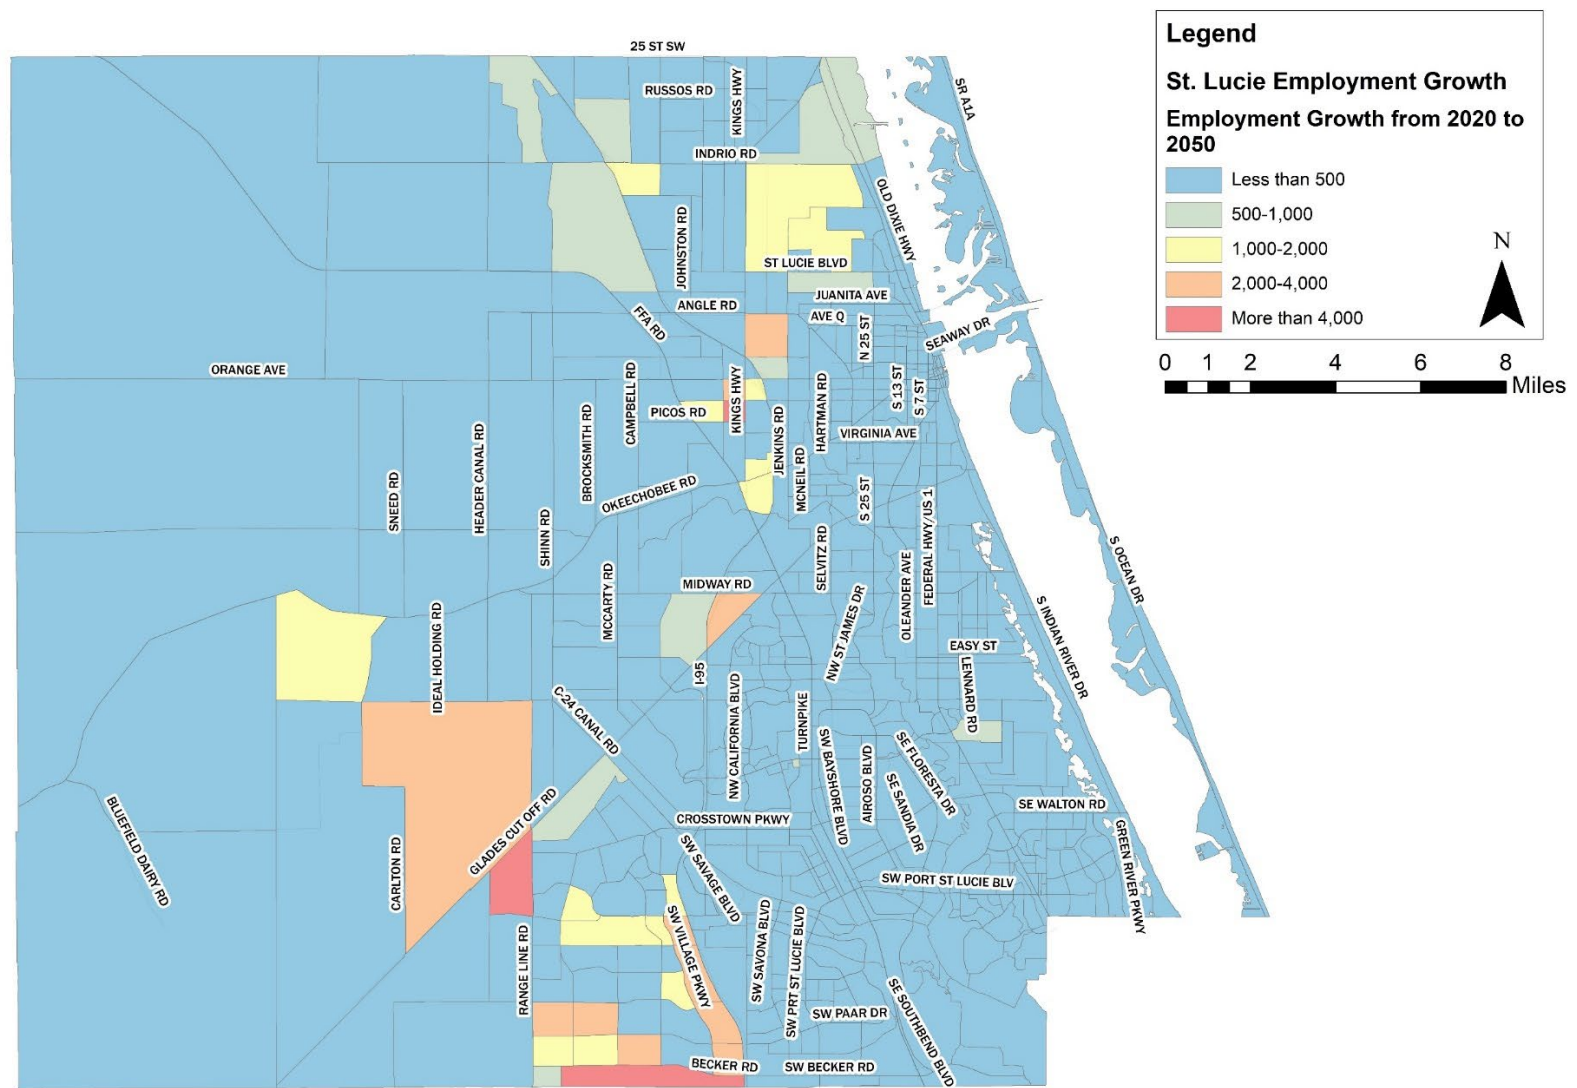 Legend
St. Lucie Employment Growth
Employment Growth from 2020 to
2050
Less than 500
500-1,000
1,000-2,000
2,000-4,000
More than 4,000
N
0 1 2 4 6 8 Miles
25 ST SW
RUSSOS RD
KINGS HWY
SR A1A
INDRIO RD
OLD DIXIE HWY
JOHNSTON RD
ST LUCIE BLVD
JUANITA AVE
ANGLE RD
FFA RD
AVE Q
N 25 ST
SEAWAY DR
ORANGE AVE
CAMPBELL RD
KINGS HWY
HARTMAN RD
S 13 ST
S 7 ST
PICOS RD
BROCKSMITH RD
JENKINS RD
VIRGINIA AVE
HEADER CANAL RD
SNEED RD
MCNEIL RD
OKEECHOBEE RD
S 25 ST
SHINN RD
FEDERAL HWY/US 1
SELVITZ RD
S OCEAN DR
MIDWAY RD
MCCARTY RD
OLEANDER AVE
NW ST JAMES DR
S INDIAN RIVER DR
IDEAL HOLDING RD
EASY ST
LENNARD RD
I-95
C-24 CANAL RD
NW CALIFORNIA BLVD
TURNPIKE
SW BAYSHORE BLVD
AIROSO BLVD
SE FLORESTA DR
SE SANDIA DR
SE WALTON RD
BLUEFIELD DAIRY RD
GLADES CUT OFF RD
CROSSTOWN PKWY
GREEN RIVER PKWY
CARLTON RD
SW SAVAGE BLVD
SW PORT ST LUCIE BLV
RANGE LINE RD
SW VILLAGE PKWY
SW SAVONA BLVD
SW PRT ST LUCIE BLVD
SW PAAR DR
SE SOUTHBEND BLVD
BECKER RD
SW BECKER RD